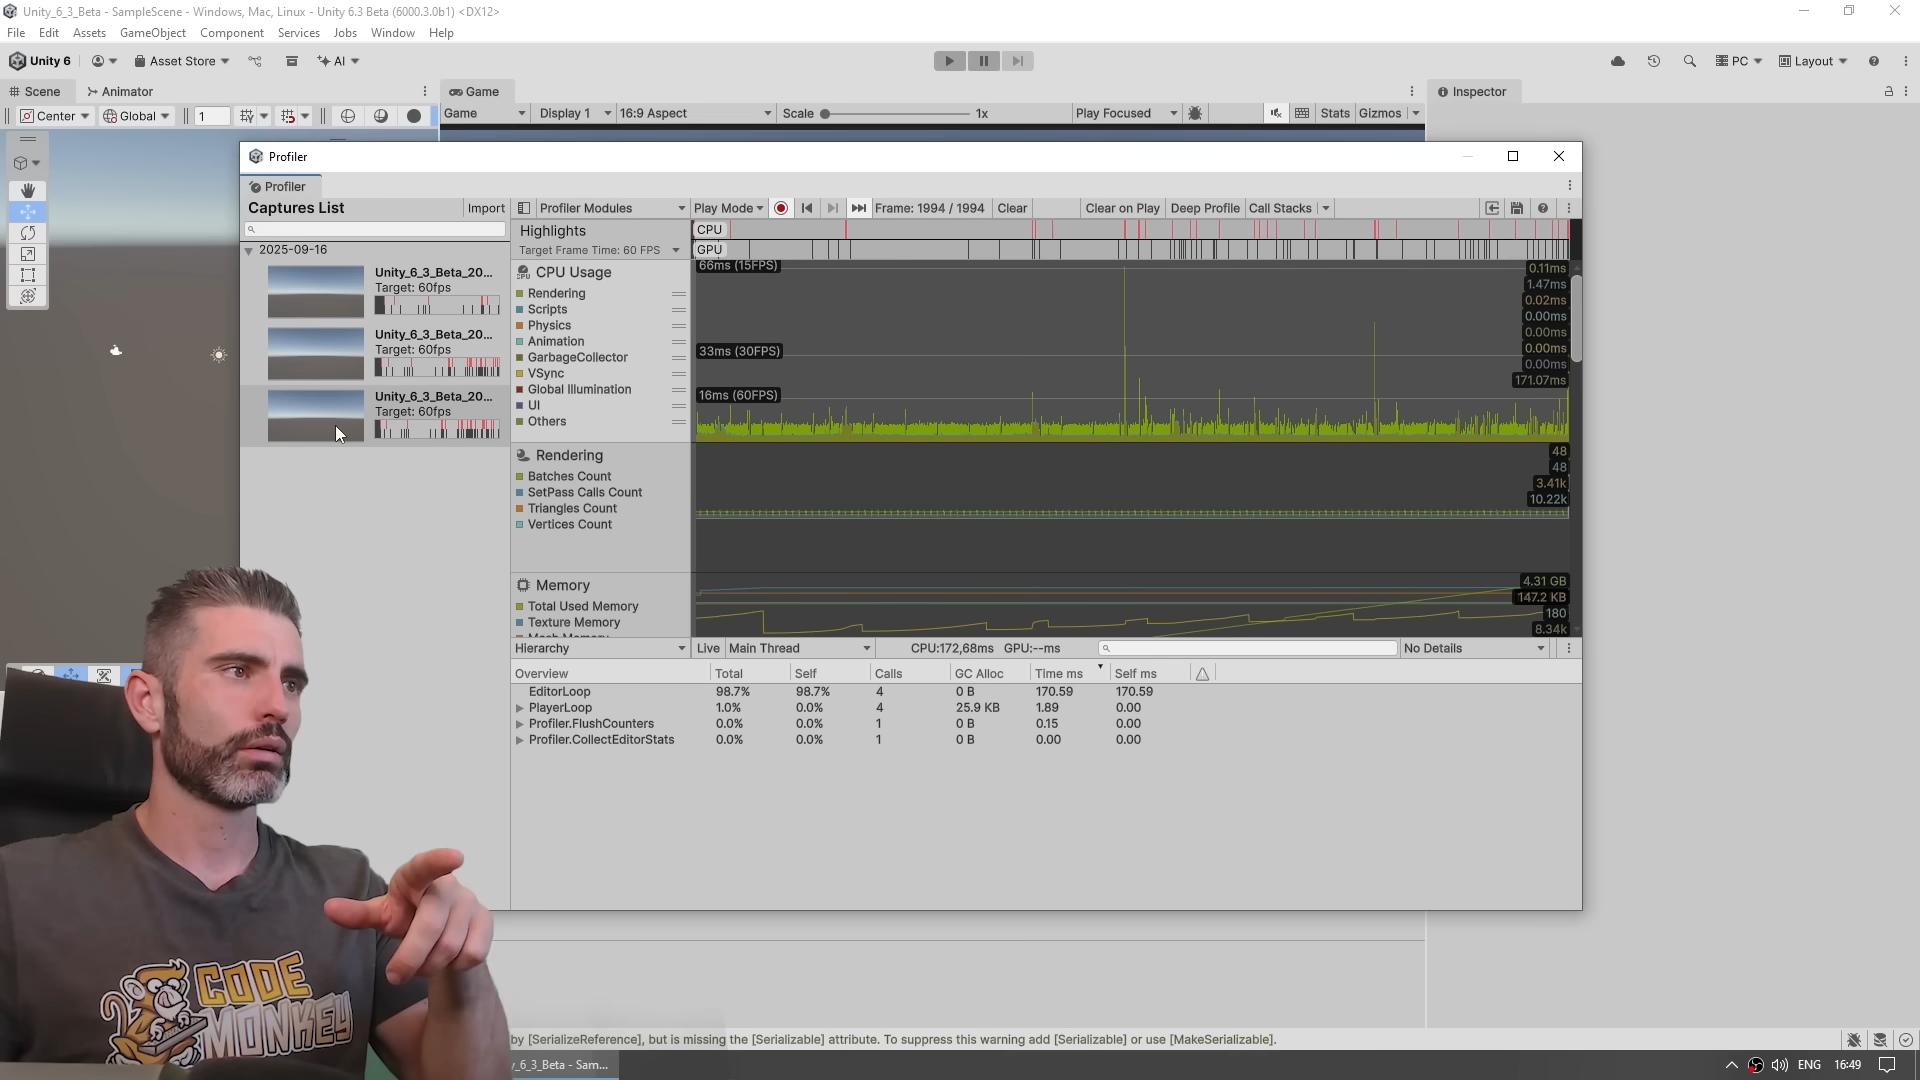 Unity_6_3_Beta - SampleScene - Windows, Mac, Linux - Unity 6.3 Beta (6000.3.0b1) <DX12>
File Edit Assets GameObject Component Services Jobs Window Help
Unity 6 Asset Store AI PC Layout
Scene Animator Game Inspector
Center Global 1 Game Display 1 16:9 Aspect Scale 1x Play Focused Stats Gizmos
Profiler
Profiler
Captures List Import Profiler Modules Play Mode Frame: 1994 / 1994 Clear Clear on Play Deep Profile Call Stacks
Highlights CPU
Target Frame Time: 60 FPS GPU
2025-09-16
Unity_6_3_Beta_20...
Target: 60fps
Unity_6_3_Beta_20...
Target: 60fps
Unity_6_3_Beta_20...
Target: 60fps
CPU Usage
Rendering
Scripts
Physics
Animation
GarbageCollector
VSync
Global Illumination
UI
Others
66ms (15FPS)
33ms (30FPS)
16ms (60FPS)
0.11ms
1.47ms
0.02ms
0.00ms
0.00ms
0.00ms
0.00ms
171.07ms
Rendering
Batches Count
SetPass Calls Count
Triangles Count
Vertices Count
48
48
3.41k
10.22k
Memory
Total Used Memory
Texture Memory
4.31 GB
147.2 KB
180
8.34k
Hierarchy Live Main Thread CPU:172,68ms GPU:--ms No Details
Overview Total Self Calls GC Alloc Time ms Self ms
EditorLoop 98.7% 98.7% 4 0 B 170.59 170.59
PlayerLoop 1.0% 0.0% 4 25.9 KB 1.89 0.00
Profiler.FlushCounters 0.0% 0.0% 1 0 B 0.15 0.00
Profiler.CollectEditorStats 0.0% 0.0% 1 0 B 0.00 0.00
CODE
MONKEY
by [SerializeReference], but is missing the [Serializable] attribute. To suppress this warning add [Serializable] or use [MakeSerializable].
_6_3_Beta - Sam... ENG 16:49